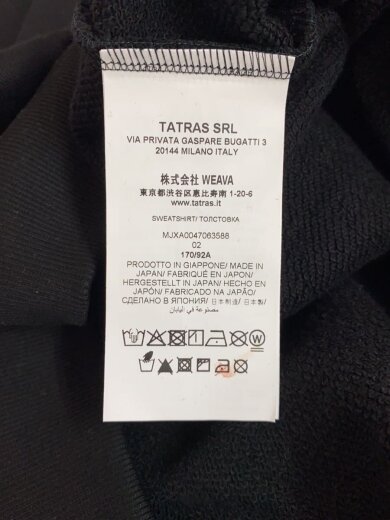 TATRAS SRL
VIA PRIVATA GASPARE BUGATTI 3
20144 MILANO ITALY
株式会社 WEAVA
東京都渋谷区恵比寿南 1-20-6
www.tatras.it
SWEATSHIRT/ ТОЛСТОВКА
MJXA0047063588
02
170/92A
PRODOTTO IN GIAPPONE/ MADE IN
JAPAN/ FABRIQUÉ EN JAPON/
HERGESTELLT IN JAPAN/ HECHO EN
JAPÓN/ FABRICADO NA JAPÃO/
СДЕЛАНО В ЯПОНИЯ/ 日本制造/ 日本製/
مصنوعة في اليابان
W